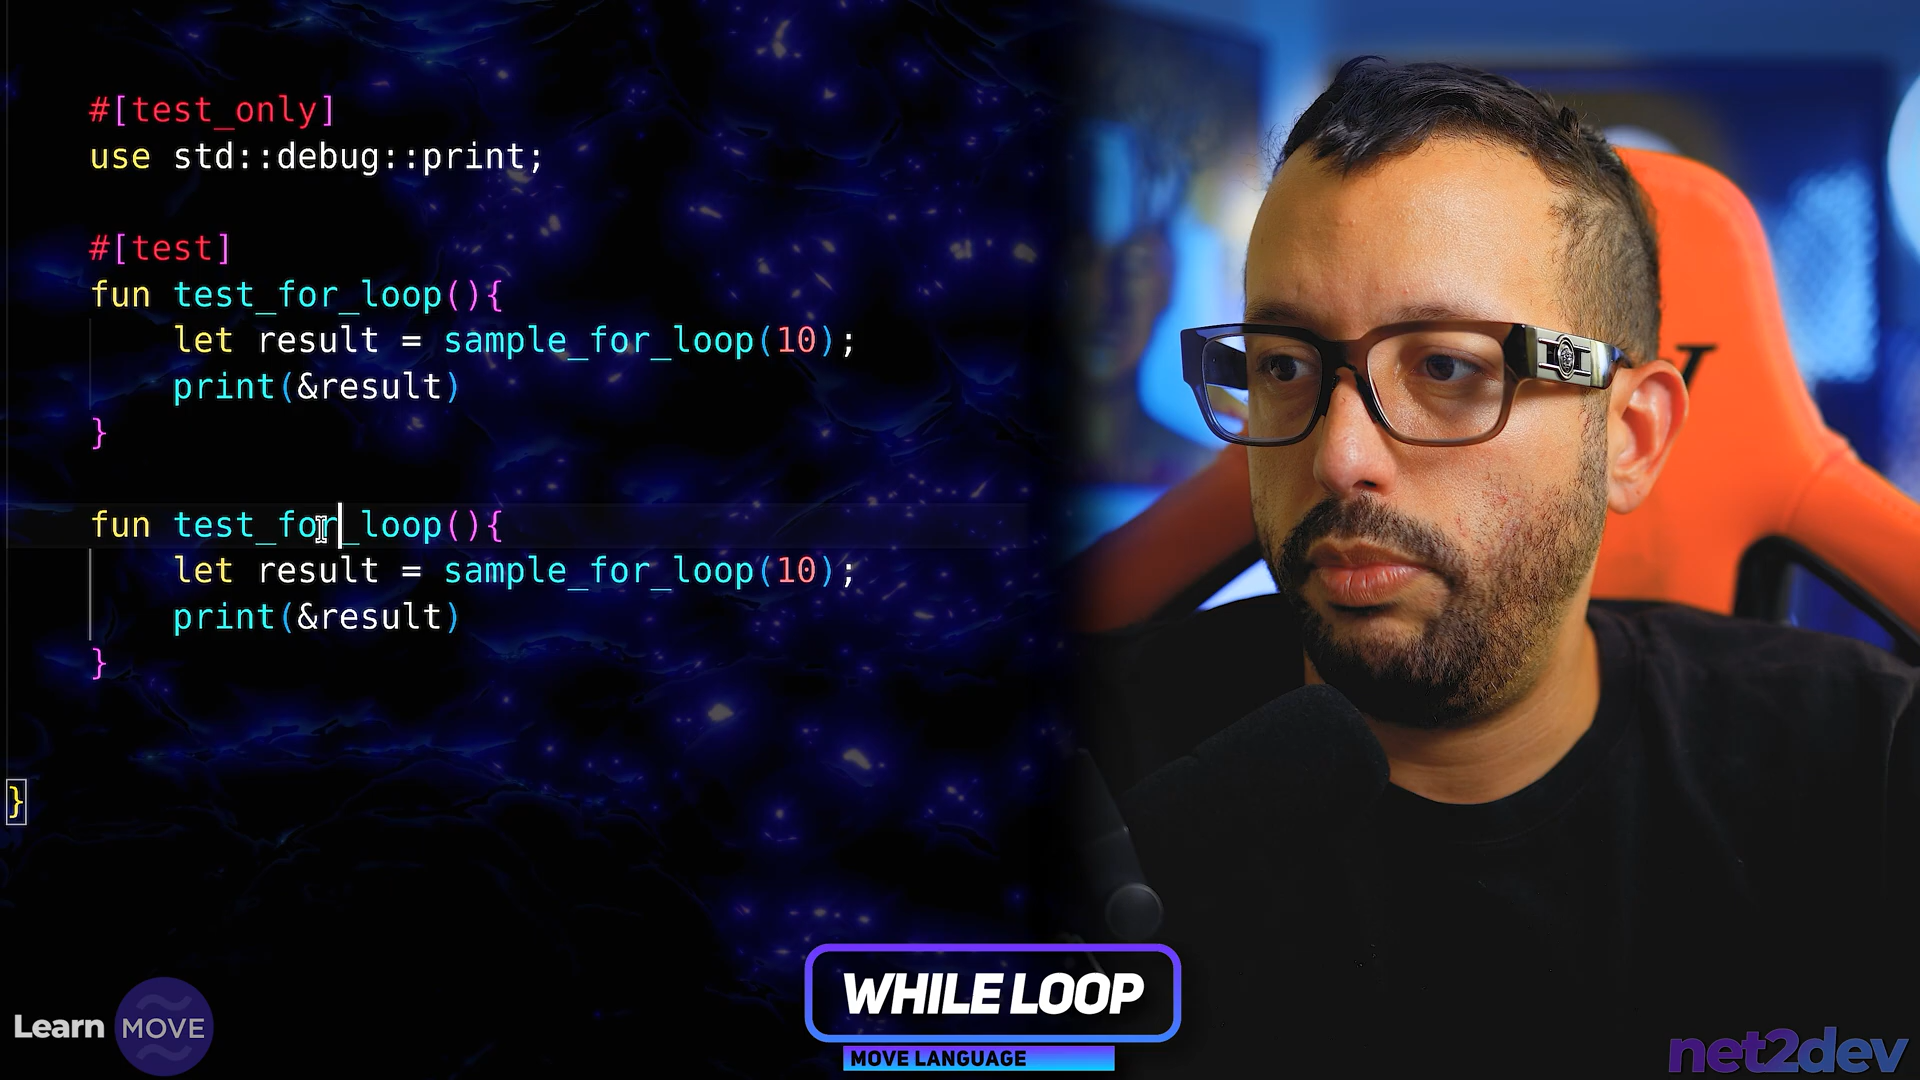 #[test_only]
use std::debug::print;
#[test]
fun test_for_loop(){
let result = sample_for_loop(10);
print(&result)
}
fun test_for_loop(){
let result = sample_for_loop(10);
print(&result)
}
}
WHILE LOOP
MOVE LANGUAGE
Learn MOVE
net2dev